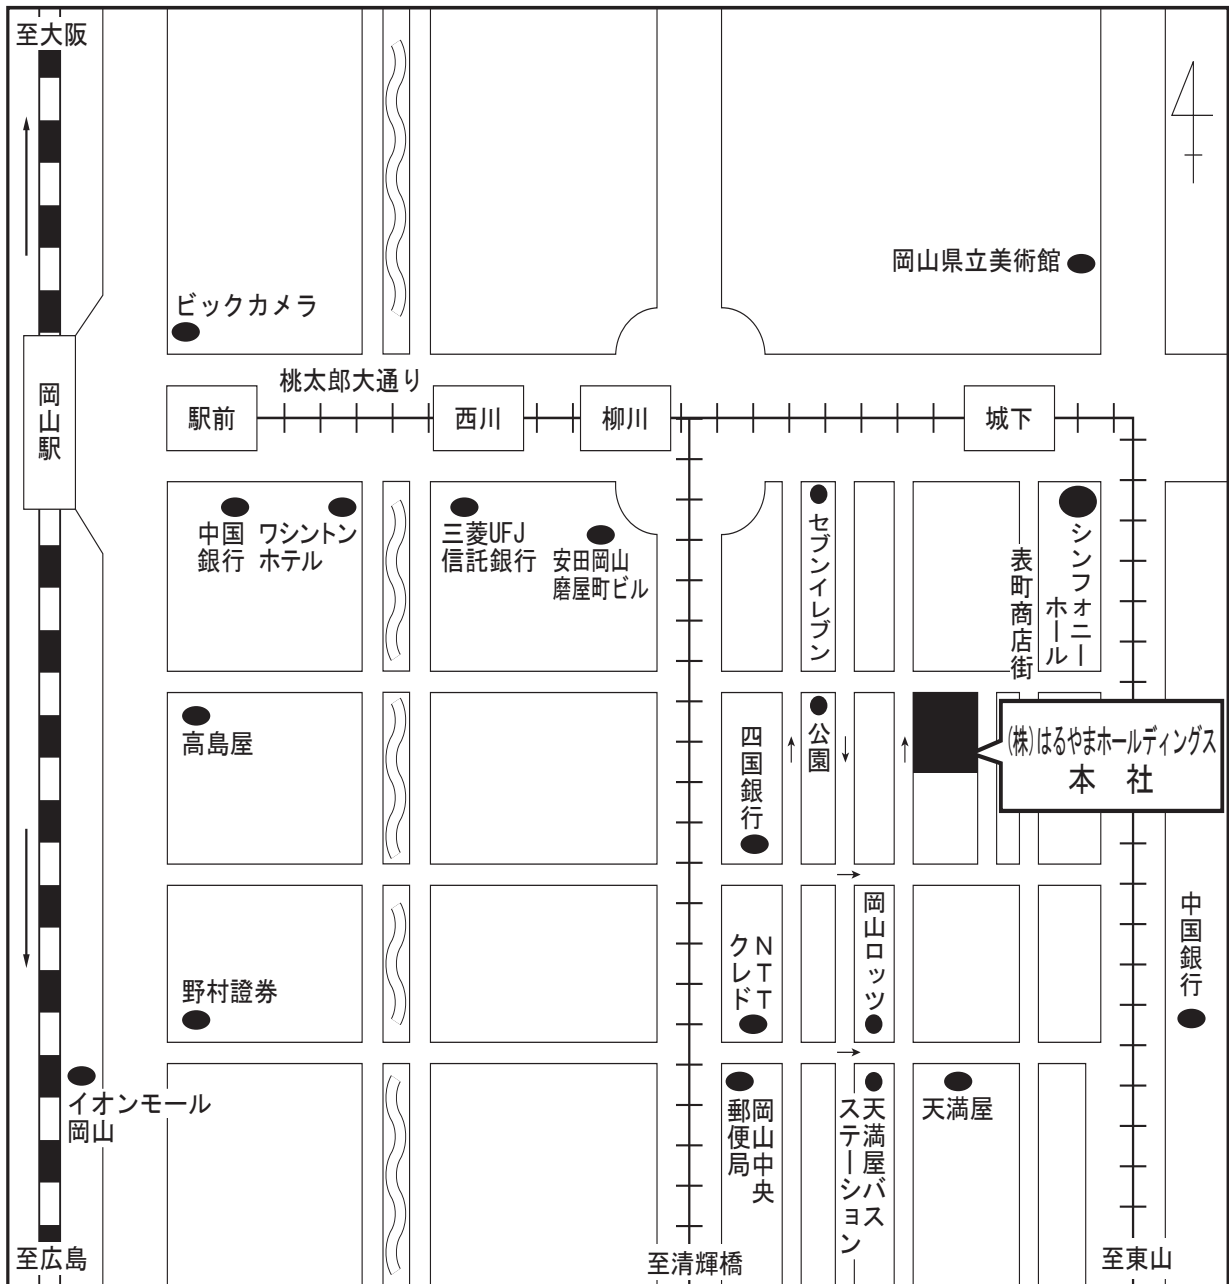 至大阪
岡山県立美術館
ビックカメラ
桃太郎大通り
岡山駅
駅前
西川
柳川
城下
中国
銀行
ワシントン
ホテル
三菱UFJ
信託銀行
安田岡山
磨屋町ビル
セブンイレブン
表町商店街
シンフォニー
ホール
高島屋
四国銀行
公園
(株)はるやまホールディングス
本 社
野村證券
NTT
クレド
岡山ロッツ
中国銀行
イオンモール
岡山
岡山中央
郵便局
天満屋バス
ステーション
天満屋
至広島
至清輝橋
至東山